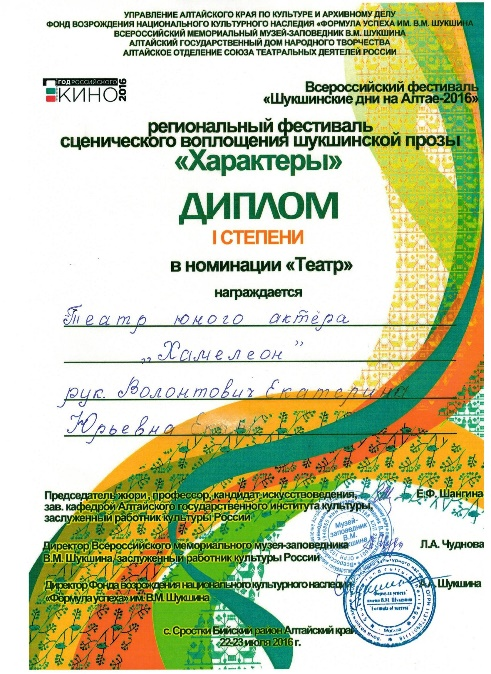 УПРАВЛЕНИЕ АЛТАЙСКОГО КРАЯ ПО КУЛЬТУРЕ И АРХИВНОМУ ДЕЛУ
ФОНД ВОЗРОЖДЕНИЯ НАЦИОНАЛЬНОГО КУЛЬТУРНОГО НАСЛЕДИЯ «ФОРМУЛА УСПЕХА ИМ. В.М. ШУКШИНА
ВСЕРОССИЙСКИЙ МЕМОРИАЛЬНЫЙ МУЗЕЙ-ЗАПОВЕДНИК В.М. ШУКШИНА
АЛТАЙСКИЙ ГОСУДАРСТВЕННЫЙ ДОМ НАРОДНОГО ТВОРЧЕСТВА
АЛТАЙСКОЕ ОТДЕЛЕНИЕ СОЮЗА ТЕАТРАЛЬНЫХ ДЕЯТЕЛЕЙ РОССИИ
ГОД РОССИЙСКОГО
КИНО 2016
Всероссийский фестиваль
«Шукшинские дни на Алтае-2016»
региональный фестиваль
сценического воплощения шукшинской прозы
«Характеры»
ДИПЛОМ
I СТЕПЕНИ
в номинации «Театр»
награждается
Театр юного актёра
„Хамелеон"
рук. Волонтович Екатерина
Юрьевна
Председатель жюри, профессор, кандидат искусствоведения, Е.Ф. Шангина
зав. кафедрой Алтайского государственного института культуры,
заслуженный работник культуры России
Музей-
заповедник
В.М.
Шукшина
Директор Всероссийского мемориального музея-заповедника Л.А. Чуднова
В.М. Шукшина, заслуженный работник культуры России
Директор Фонда возрождения национального культурного наследия А. Шукшина
«Формула успеха» им. В.М. Шукшина
с. Сростки Бийский район Алтайский край
22-23 июля 2016 г.